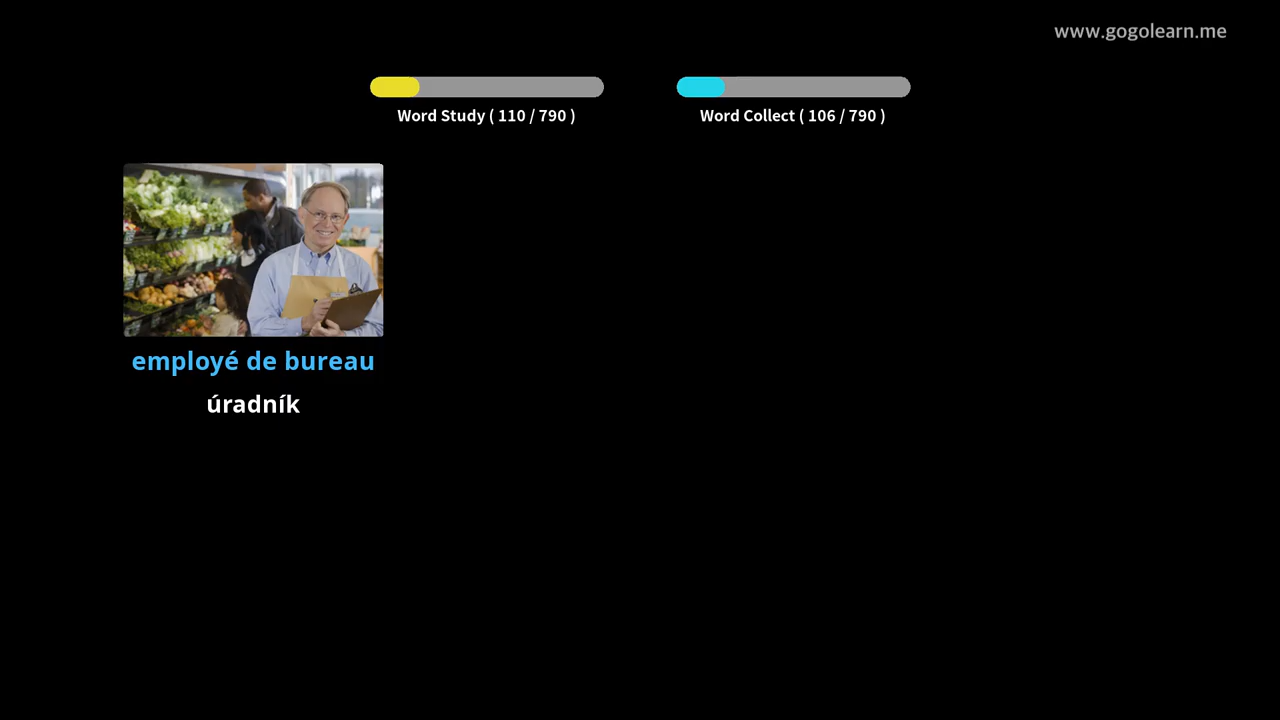 www.gogolearn.me
Word Study ( 110 / 790 )
Word Collect ( 106 / 790 )
employé de bureau
úradník